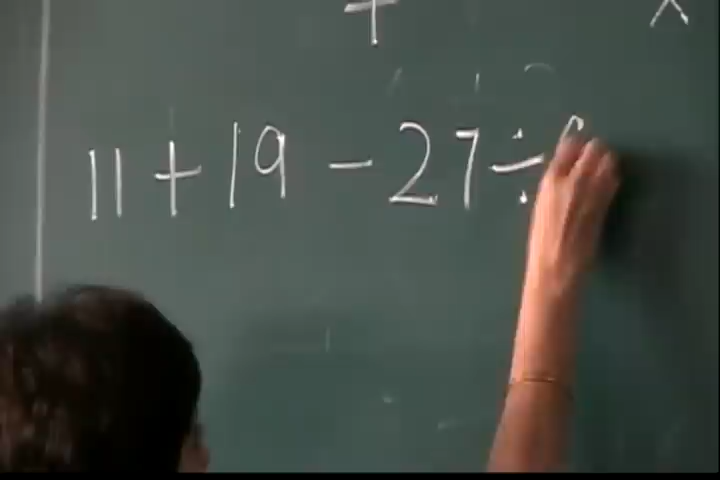 + ×
11 + 19 - 27 ÷